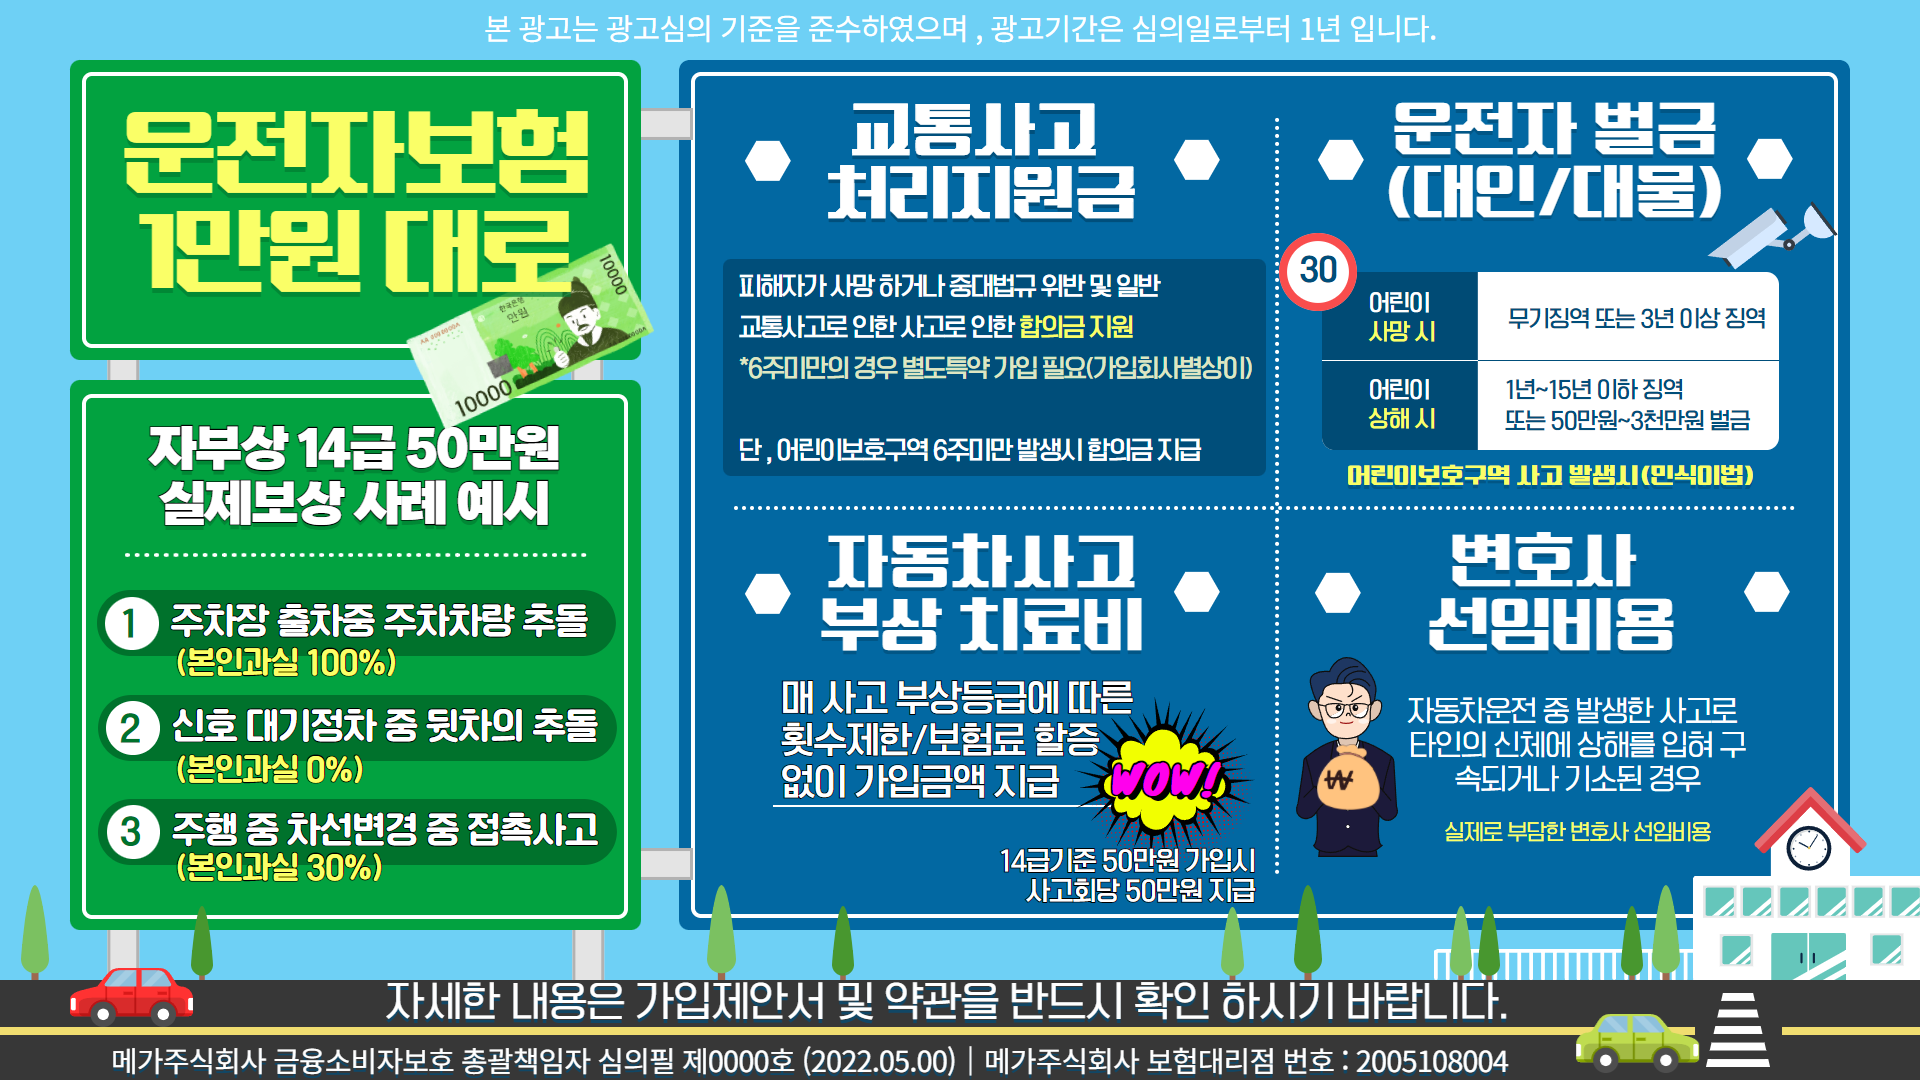 본 광고는 광고심의 기준을 준수하였으며 , 광고기간은 심의일로부터 1년 입니다.
운전자보험
1만원 대로
10000
한국은행
만원
10000
자부상 14급 50만원
실제보상 사례 예시
1 주차장 출차중 주차차량 추돌
(본인과실 100%)
2 신호 대기정차 중 뒷차의 추돌
(본인과실 0%)
3 주행 중 차선변경 중 접촉사고
(본인과실 30%)
교통사고
처리지원금
피해자가 사망 하거나 중대법규 위반 및 일반
교통사고로 인한 사고로 인한 합의금 지원
*6주미만의 경우 별도특약 가입 필요(가입회사별상이)
단 , 어린이보호구역 6주미만 발생시 합의금 지급
운전자 벌금
(대인/대물)
30
어린이
사망 시
무기징역 또는 3년 이상 징역
어린이
상해 시
1년~15년 이하 징역
또는 50만원~3천만원 벌금
어린이보호구역 사고 발생시(민식이법)
자동차사고
부상 치료비
매 사고 부상등급에 따른
횟수제한/보험료 할증
없이 가입금액 지급
WOW!
14급기준 50만원 가입시
사고회당 50만원 지급
변호사
선임비용
자동차운전 중 발생한 사고로
타인의 신체에 상해를 입혀 구
속되거나 기소된 경우
₩
실제로 부담한 변호사 선임비용
자세한 내용은 가입제안서 및 약관을 반드시 확인 하시기 바랍니다.
메가주식회사 금융소비자보호 총괄책임자 심의필 제0000호 (2022.05.00) | 메가주식회사 보험대리점 번호 : 2005108004